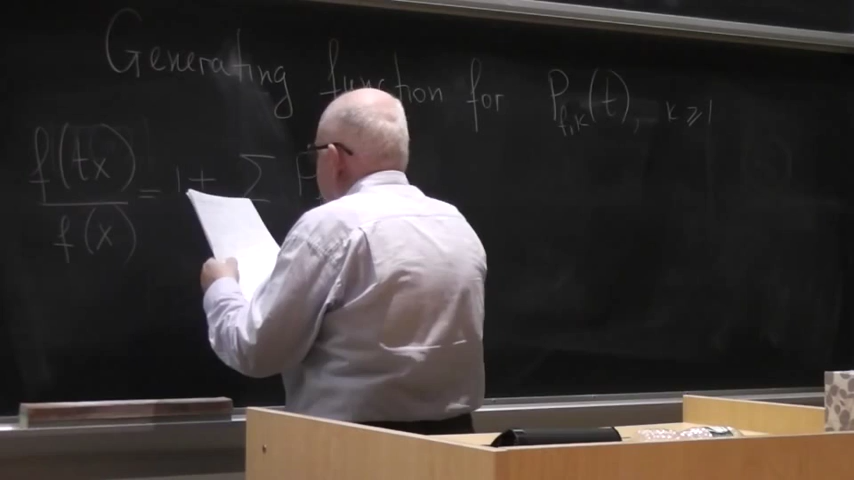 Generating function for P_{f,k}(t), k ≥ 1
f(tx)/f(x) = 1 + Σ P